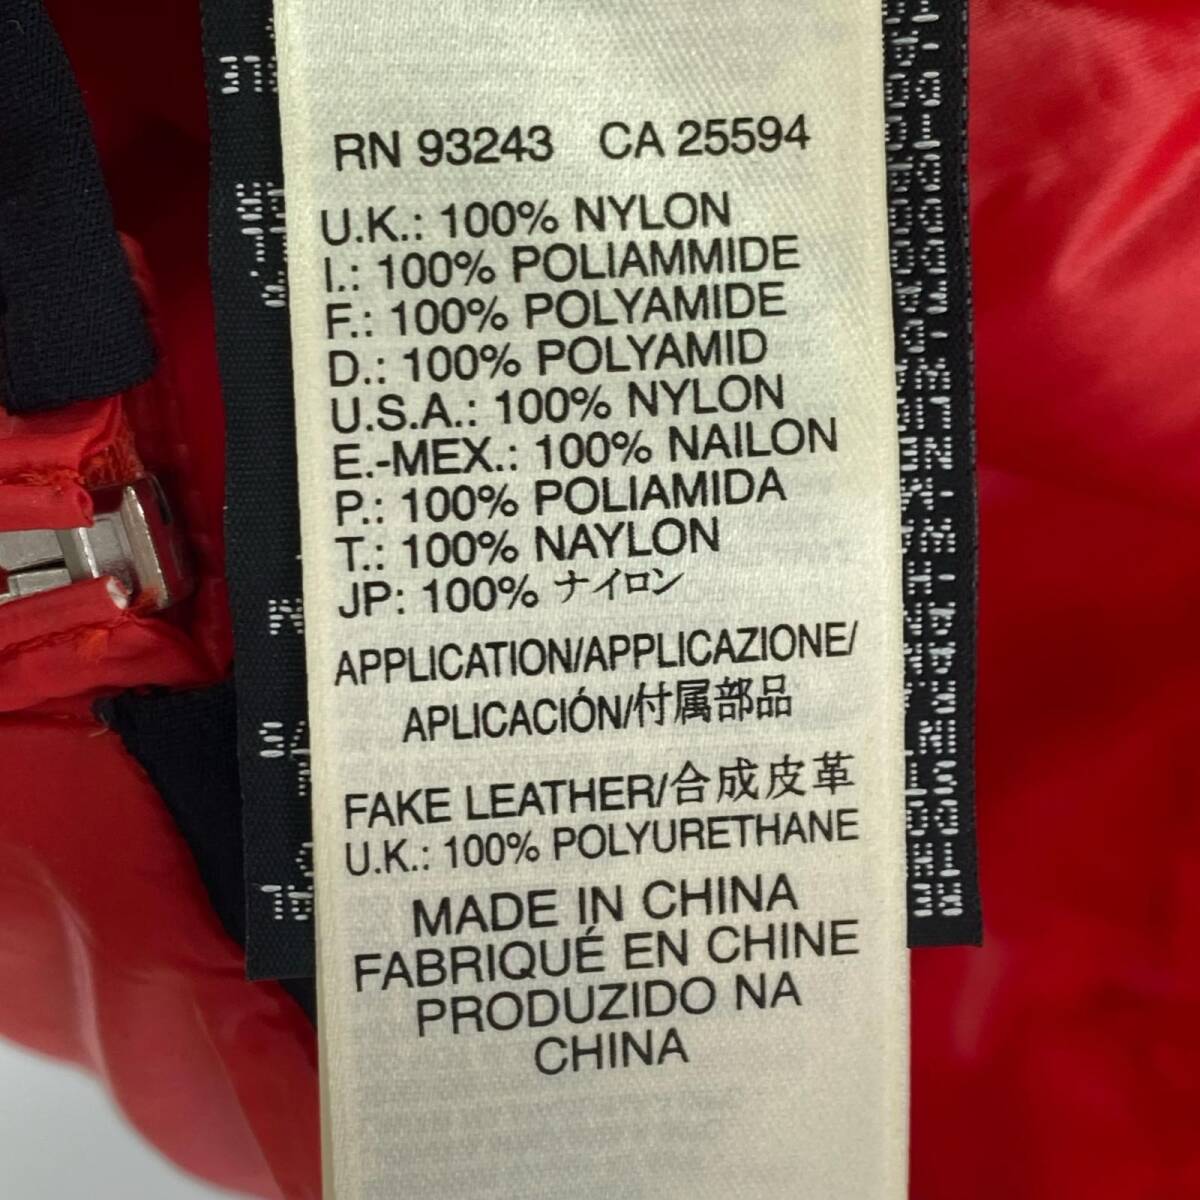 RN 93243 CA 25594
U.K.: 100% NYLON
I.: 100% POLIAMMIDE
F.: 100% POLYAMIDE
D.: 100% POLYAMID
U.S.A.: 100% NYLON
E.-MEX.: 100% NAILON
P.: 100% POLIAMIDA
T.: 100% NAYLON
JP: 100% ナイロン
APPLICATION/APPLICAZIONE/
APLICACIÓN/付属部品
FAKE LEATHER/合成皮革
U.K.: 100% POLYURETHANE
MADE IN CHINA
FABRIQUÉ EN CHINE
PRODUZIDO NA
CHINA